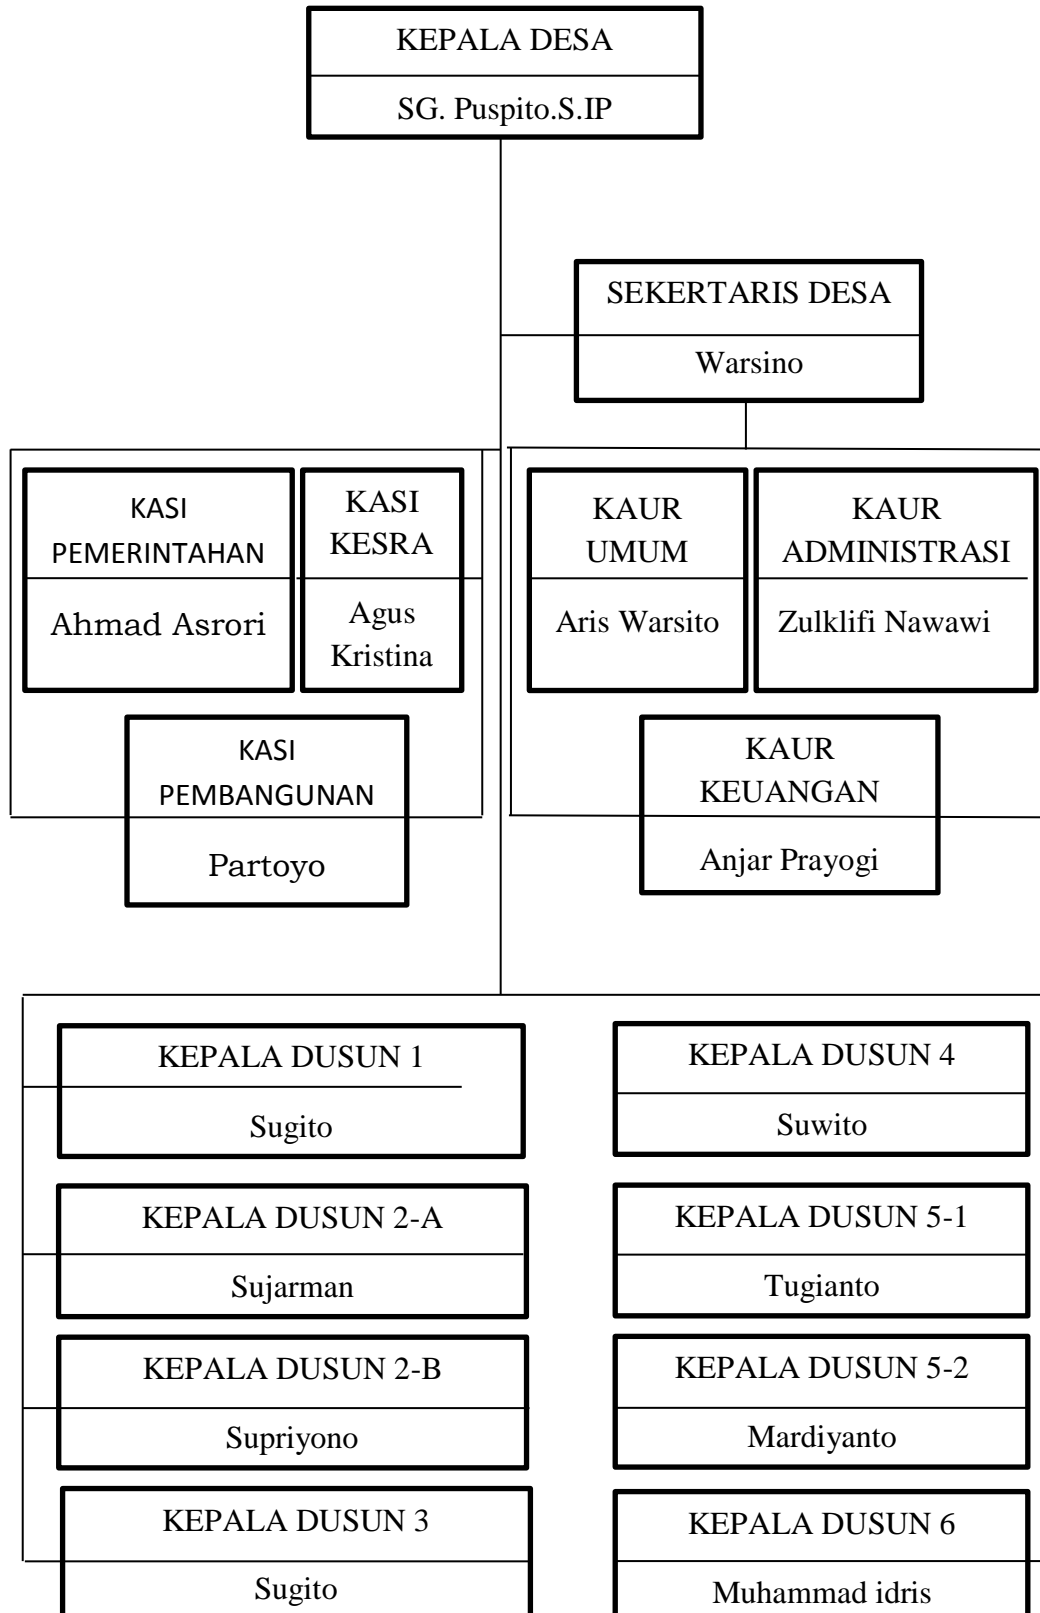 KEPALA DESA
SG. Puspito.S.IP
SEKERTARIS DESA
Warsino
KASI
PEMERINTAHAN
Ahmad Asrori
KASI
KESRA
Agus
Kristina
KAUR
UMUM
Aris Warsito
KAUR
ADMINISTRASI
Zulklifi Nawawi
KASI
PEMBANGUNAN
Partoyo
KAUR
KEUANGAN
Anjar Prayogi
KEPALA DUSUN 1
Sugito
KEPALA DUSUN 4
Suwito
KEPALA DUSUN 2-A
Sujarman
KEPALA DUSUN 5-1
Tugianto
KEPALA DUSUN 2-B
Supriyono
KEPALA DUSUN 5-2
Mardiyanto
KEPALA DUSUN 3
Sugito
KEPALA DUSUN 6
Muhammad idris